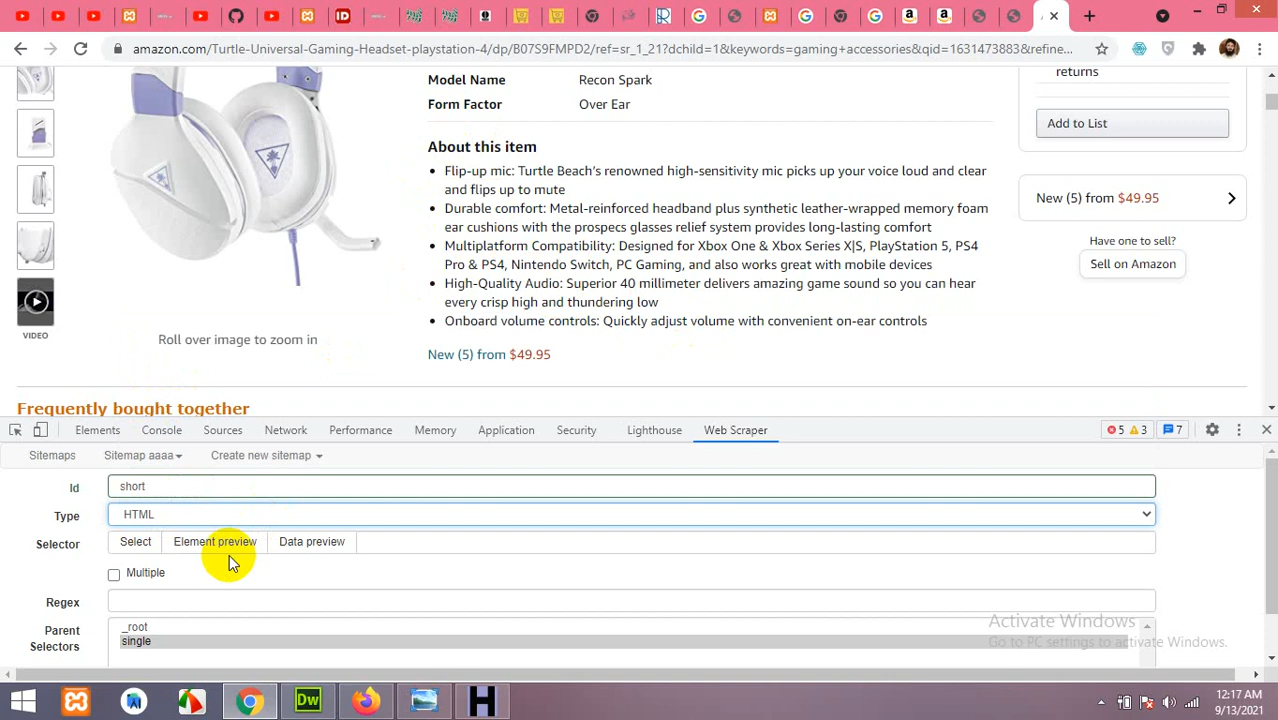 amazon.com/Turtle-Universal-Gaming-Headset-playstation-4/dp/B07S9FMPD2/ref=sr_1_21?dchild=1&keywords=gaming+accessories&qid=1631473883&refine...
returns
Model Name Recon Spark
Form Factor Over Ear
Add to List
About this item
• Flip-up mic: Turtle Beach's renowned high-sensitivity mic picks up your voice loud and clear
and flips up to mute
• Durable comfort: Metal-reinforced headband plus synthetic leather-wrapped memory foam
ear cushions with the prospecs glasses relief system provides long-lasting comfort
• Multiplatform Compatibility: Designed for Xbox One & Xbox Series X|S, PlayStation 5, PS4
Pro & PS4, Nintendo Switch, PC Gaming, and also works great with mobile devices
• High-Quality Audio: Superior 40 millimeter delivers amazing game sound so you can hear
every crisp high and thundering low
• Onboard volume controls: Quickly adjust volume with convenient on-ear controls
New (5) from $49.95
New (5) from $49.95
Have one to sell?
Sell on Amazon
VIDEO
Roll over image to zoom in
Frequently bought together
Elements Console Sources Network Performance Memory Application Security Lighthouse Web Scraper 5 3 7
Sitemaps Sitemap aaaa Create new sitemap
Id short
Type HTML
Selector Select Element preview Data preview
Multiple
Regex
Parent
Selectors
_root
single
Activate Windows
Go to PC settings to activate Windows.
12:17 AM
9/13/2021